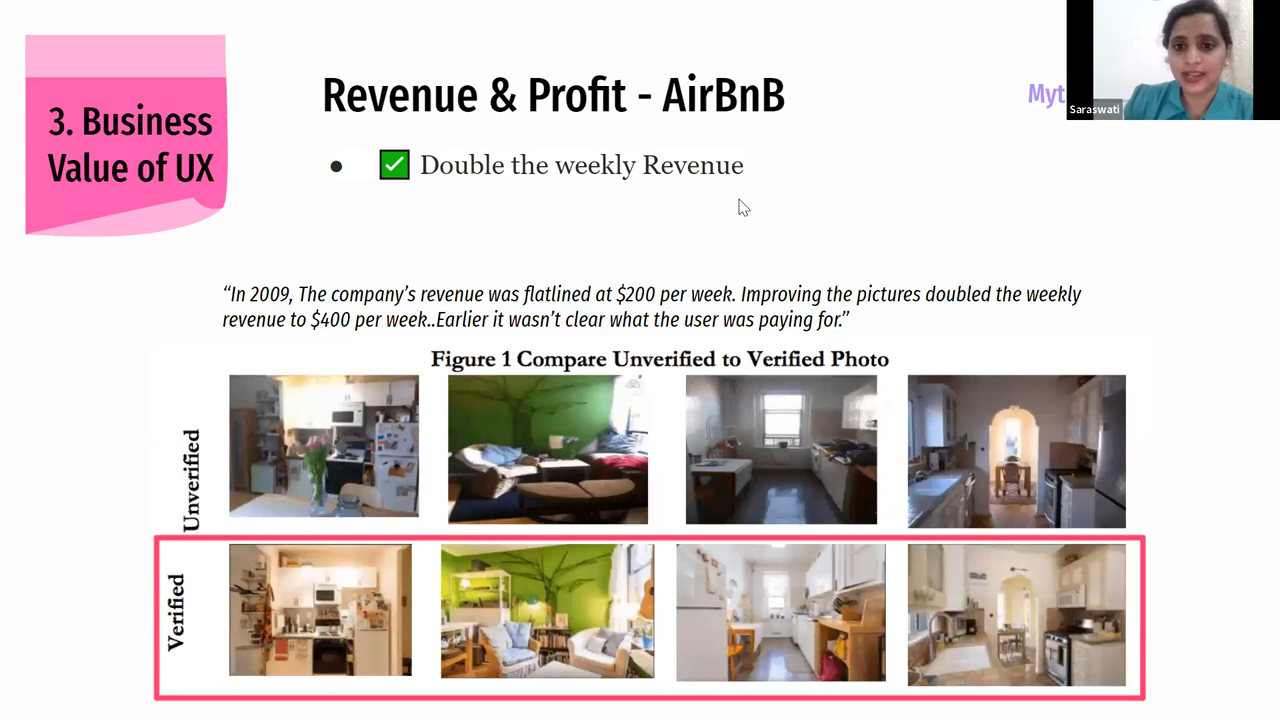 3. Business
Value of UX
Revenue & Profit - AirBnB
Myt
Saraswati
● ✅ Double the weekly Revenue
“In 2009, The company’s revenue was flatlined at $200 per week. Improving the pictures doubled the weekly
revenue to $400 per week..Earlier it wasn’t clear what the user was paying for.”
Figure 1 Compare Unverified to Verified Photo
Unverified
Verified